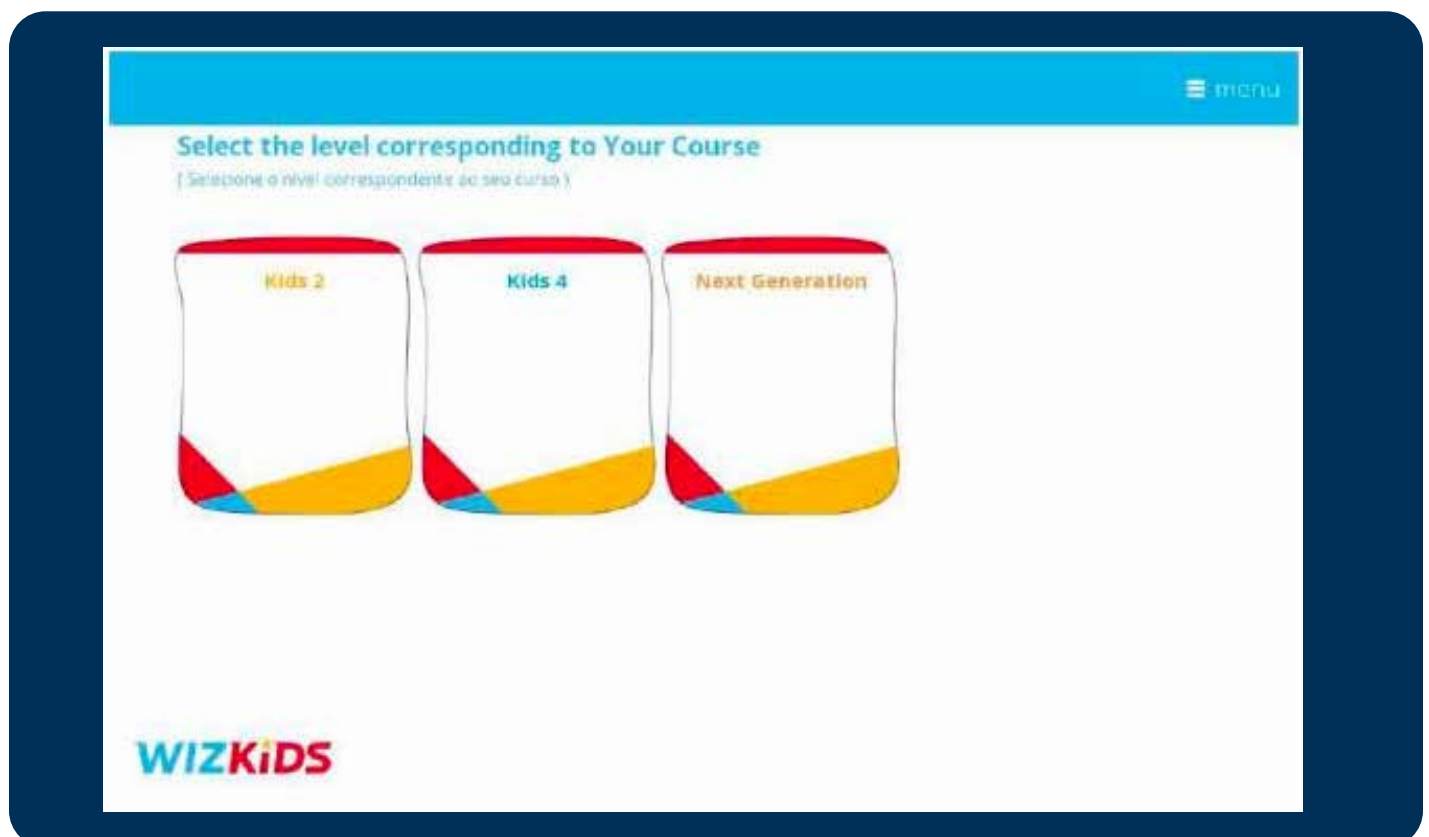 menu
Select the level corresponding to Your Course
( Selecione o nível correspondente ao seu curso )
Kids 2
Kids 4
Next Generation
WIZKiDS